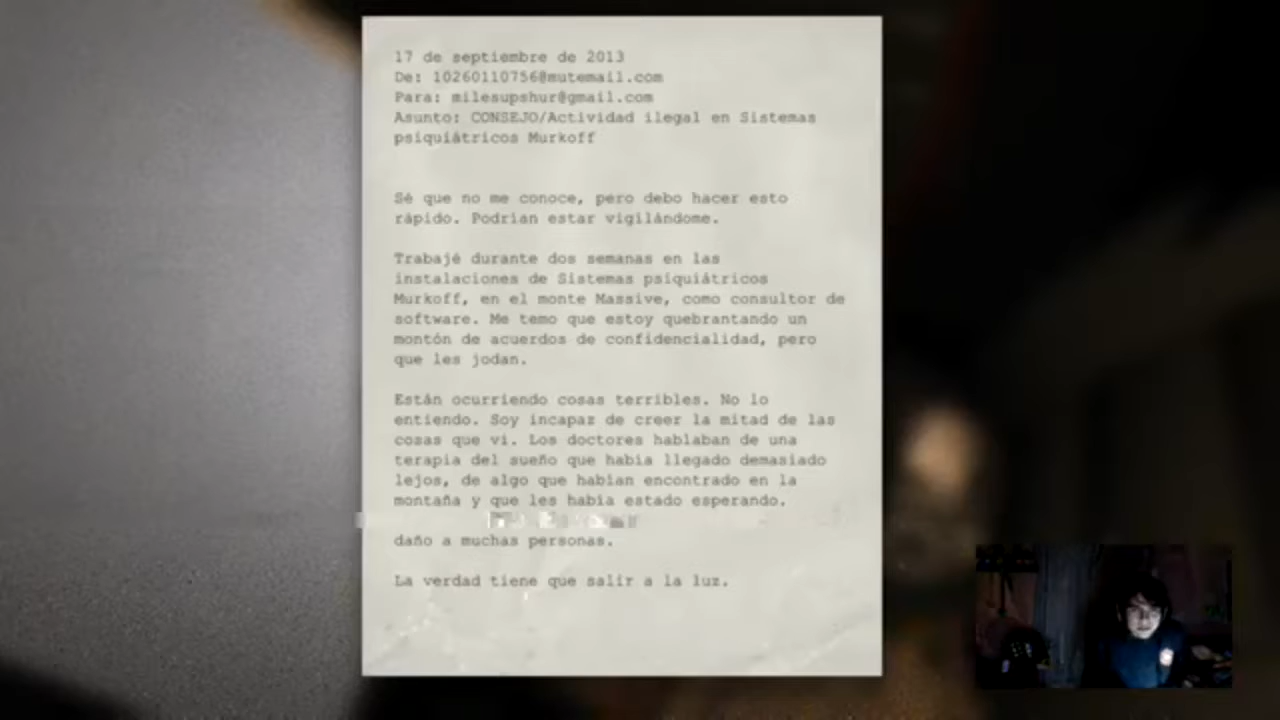 17 de septiembre de 2013
De: 10260110756@mutemail.com
Para: milesupshur@gmail.com
Asunto: CONSEJO/Actividad ilegal en Sistemas
psiquiátricos Murkoff
Sé que no me conoce, pero debo hacer esto
rápido. Podrían estar vigilándome.
Trabajé durante dos semanas en las
instalaciones de Sistemas psiquiátricos
Murkoff, en el monte Massive, como consultor de
software. Me temo que estoy quebrantando un
montón de acuerdos de confidencialidad, pero
que les jodan.
Están ocurriendo cosas terribles. No lo
entiendo. Soy incapaz de creer la mitad de las
cosas que vi. Los doctores hablaban de una
terapia del sueño que había llegado demasiado
lejos, de algo que habían encontrado en la
montaña y que les había estado esperando.
daño a muchas personas.
La verdad tiene que salir a la luz.